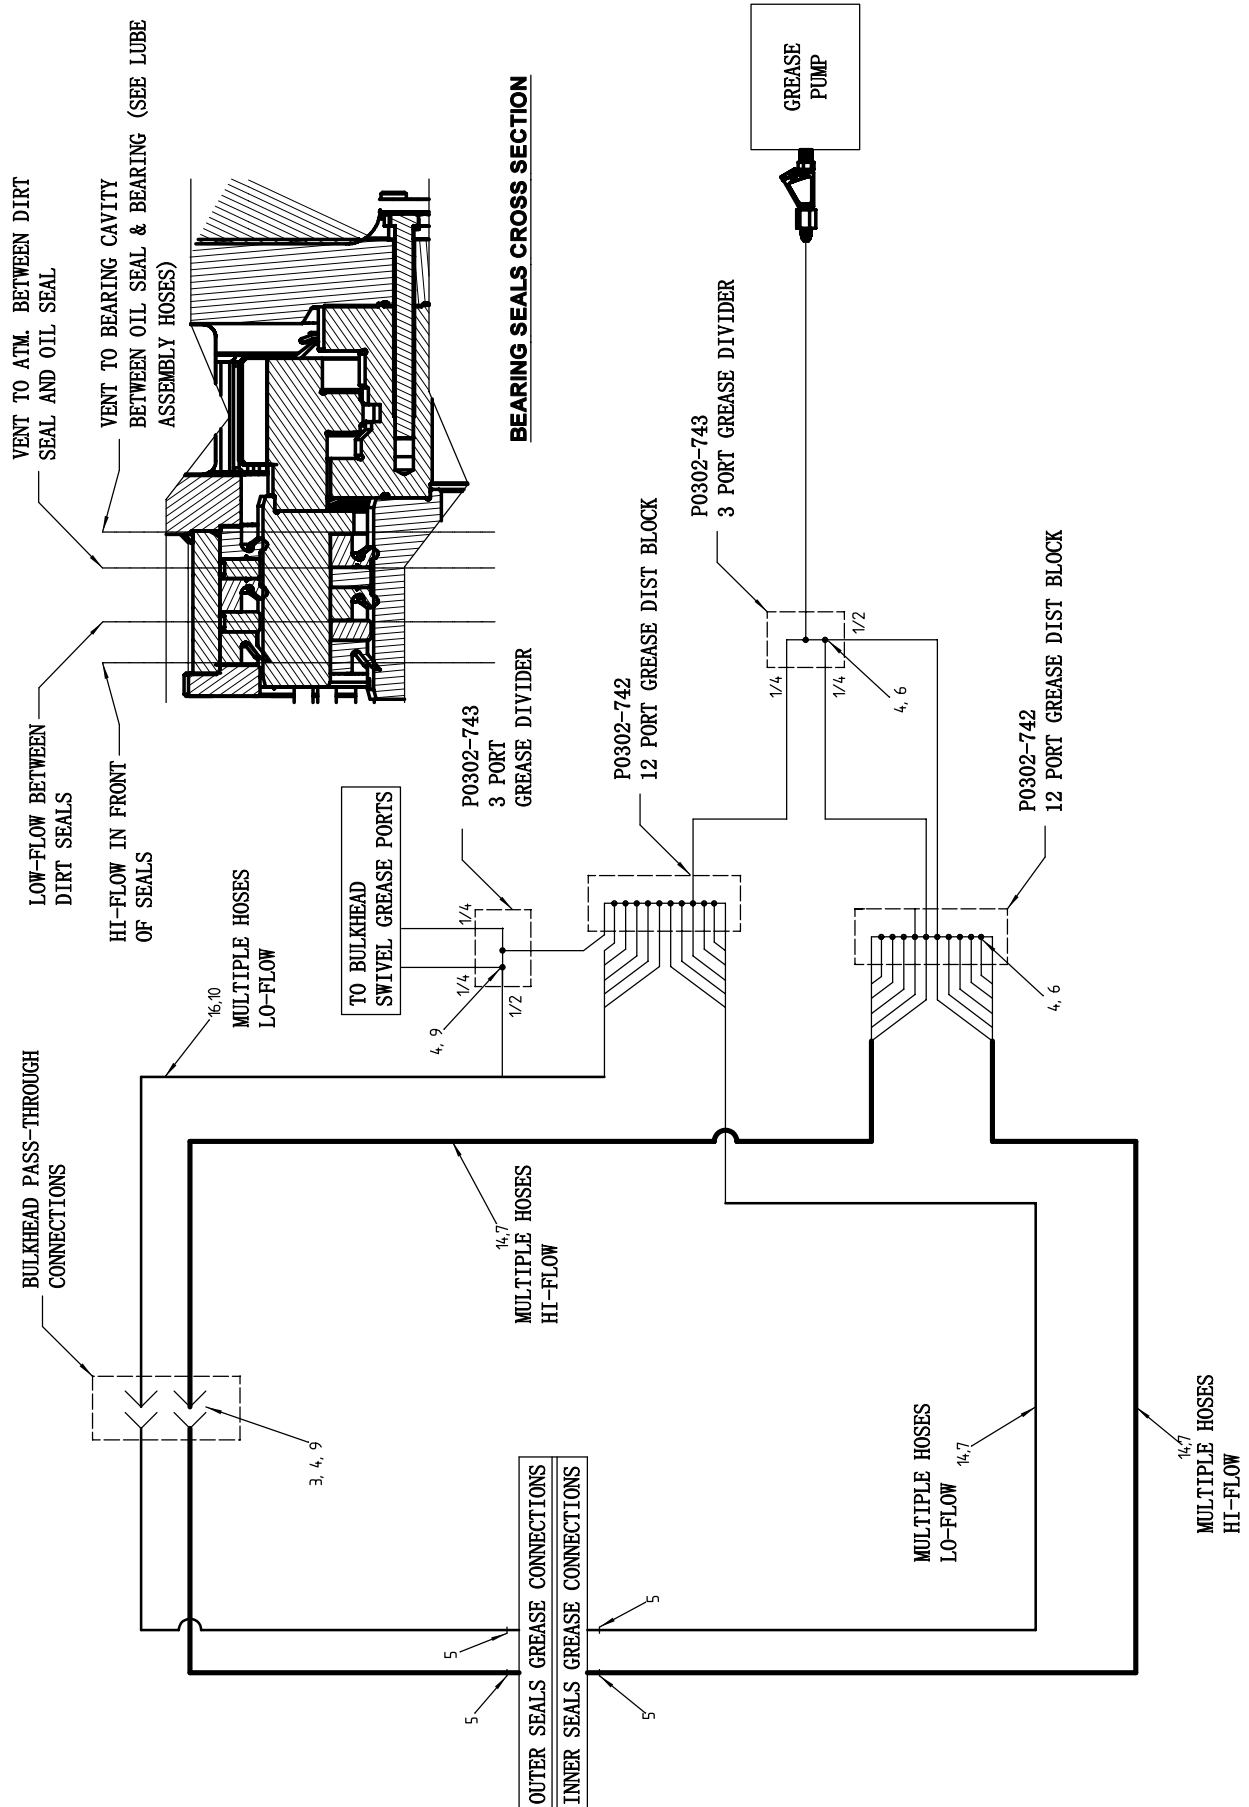 LOW-FLOW BETWEEN
DIRT SEALS
HI-FLOW IN FRONT
OF SEALS
VENT TO ATM. BETWEEN DIRT
SEAL AND OIL SEAL
VENT TO BEARING CAVITY
BETWEEN OIL SEAL & BEARING (SEE LUBE
ASSEMBLY HOSES)
BEARING SEALS CROSS SECTION
BULKHEAD PASS-THROUGH
CONNECTIONS
3, 4, 9
16,10
MULTIPLE HOSES
LO-FLOW
TO BULKHEAD
SWIVEL GREASE PORTS
P0302-743
3 PORT
GREASE DIVIDER
1/4
1/4
1/2
4, 9
P0302-742
12 PORT GREASE DIST BLOCK
P0302-743
3 PORT GREASE DIVIDER
1/4
1/4
1/2
4, 6
GREASE
PUMP
P0302-742
12 PORT GREASE DIST BLOCK
4, 6
14,7
MULTIPLE HOSES
HI-FLOW
5
5
OUTER SEALS GREASE CONNECTIONS
INNER SEALS GREASE CONNECTIONS
5
5
MULTIPLE HOSES
LO-FLOW
14,7
14,7
MULTIPLE HOSES
HI-FLOW